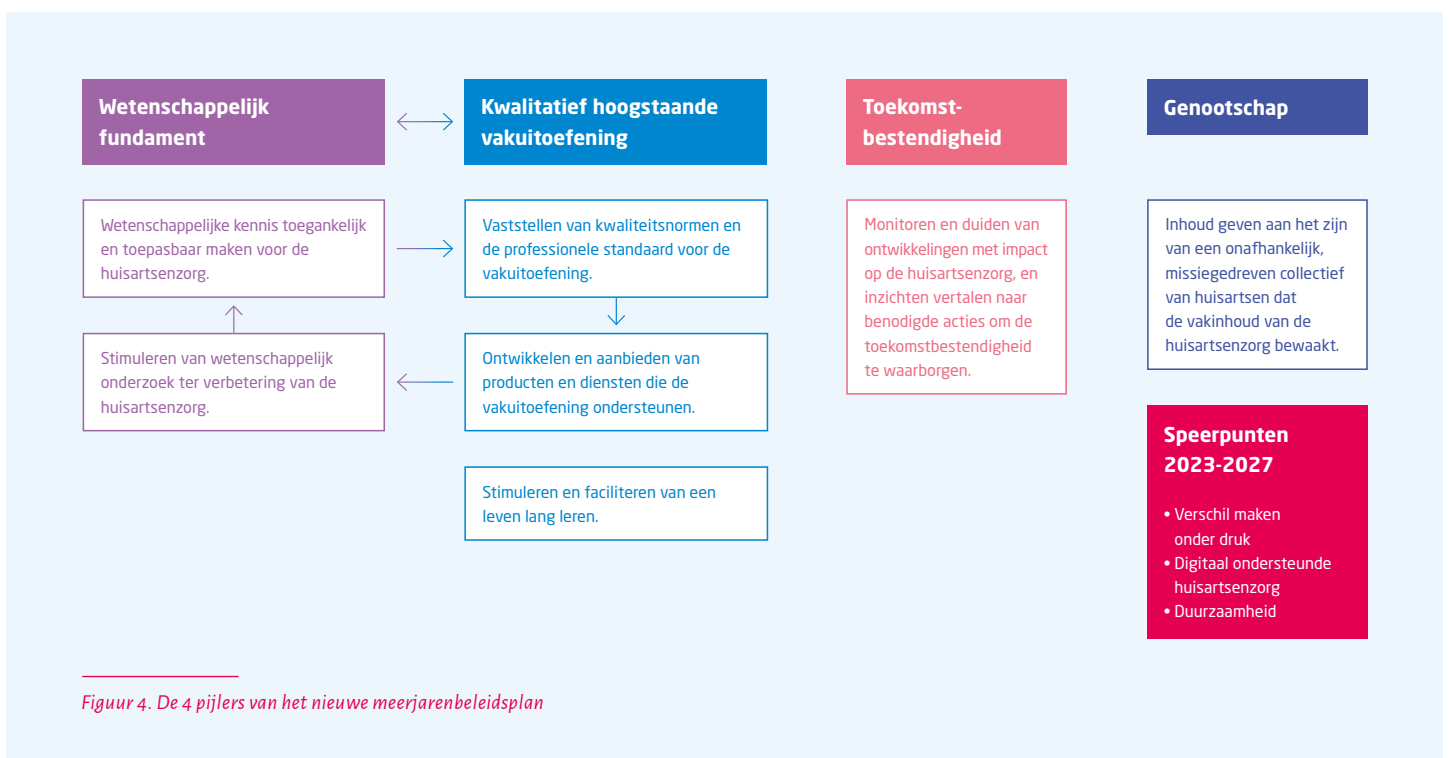 Wetenschappelijk
fundament
Wetenschappelijke kennis toegankelijk
en toepasbaar maken voor de
huisartsenzorg.
Stimuleren van wetenschappelijk
onderzoek ter verbetering van de
huisartsenzorg.
Kwalitatief hoogstaande
vakuitoefening
Vaststellen van kwaliteitsnormen en
de professionele standaard voor de
vakuitoefening.
Ontwikkelen en aanbieden van
producten en diensten die de
vakuitoefening ondersteunen.
Stimuleren en faciliteren van een
leven lang leren.
Toekomst-
bestendigheid
Monitoren en duiden van
ontwikkelingen met impact
op de huisartsenzorg, en
inzichten vertalen naar
benodigde acties om de
toekomstbestendigheid
te waarborgen.
Genootschap
Inhoud geven aan het zijn
van een onafhankelijk,
missiegedreven collectief
van huisartsen dat
de vakinhoud van de
huisartsenzorg bewaakt.
Speerpunten
2023-2027
• Verschil maken
onder druk
• Digitaal ondersteunde
huisartsenzorg
• Duurzaamheid
Figuur 4. De 4 pijlers van het nieuwe meerjarenbeleidsplan